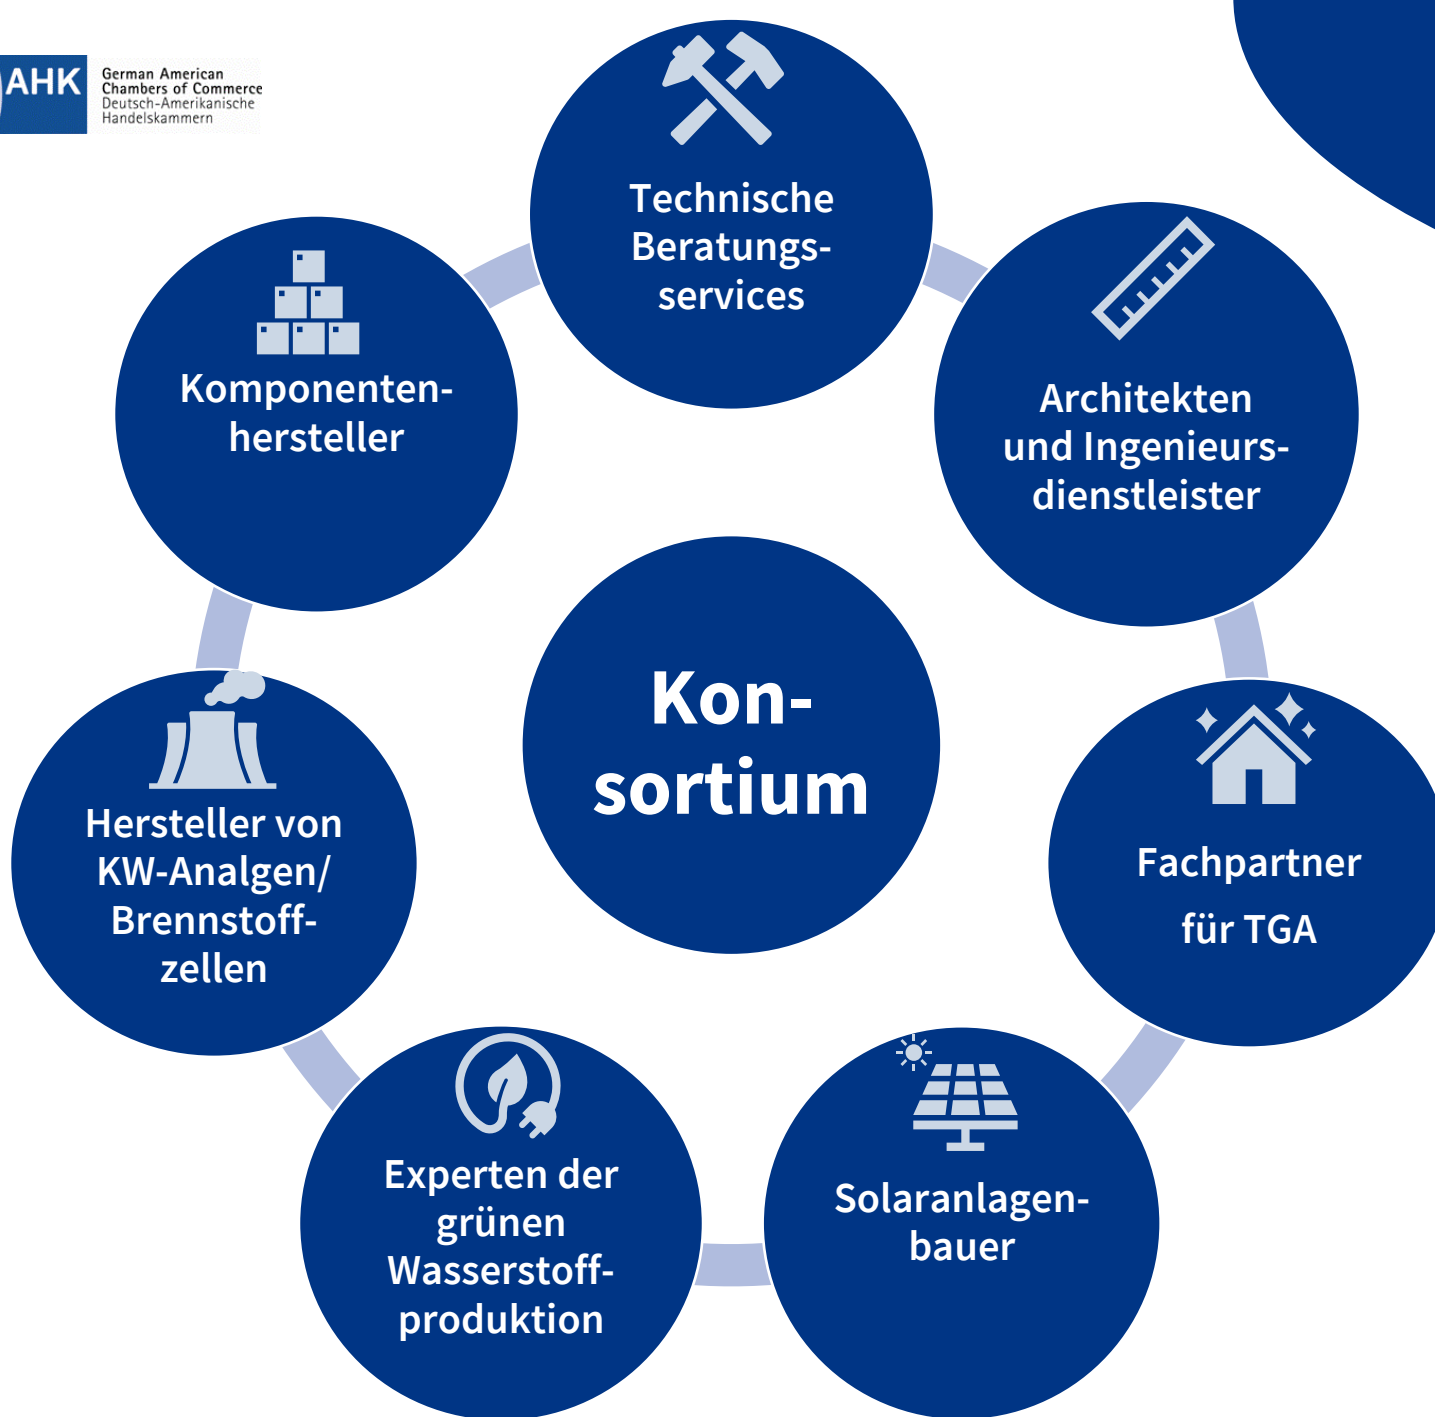 AHK
German American
Chambers of Commerce
Deutsch-Amerikanische
Handelskammern
Technische
Beratungs-
services
Architekten
und Ingenieurs-
dienstleister
Komponenten-
hersteller
Kon-
sortium
Hersteller von
KW-Analgen/
Brennstoff-
zellen
Fachpartner
für TGA
Experten der
grünen
Wasserstoff-
produktion
Solaranlagen-
bauer